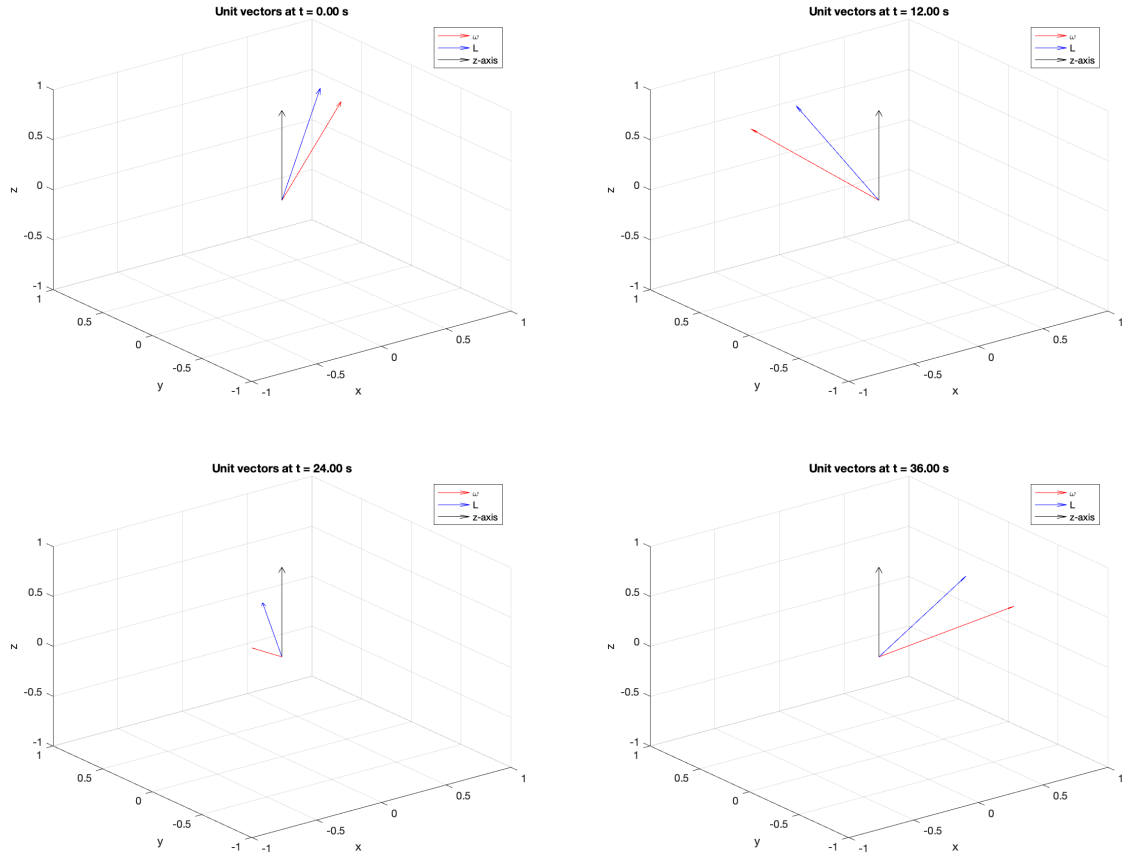 Unit vectors at t = 0.00 s
ω
L
z-axis
1
0.5
0
-0.5
-1
z
1
0.5
0
-0.5
-1
y
-1
-0.5
0
0.5
1
x
Unit vectors at t = 12.00 s
ω
L
z-axis
1
0.5
0
-0.5
-1
z
1
0.5
0
-0.5
-1
y
-1
-0.5
0
0.5
1
x
Unit vectors at t = 24.00 s
ω
L
z-axis
1
0.5
0
-0.5
-1
z
1
0.5
0
-0.5
-1
y
-1
-0.5
0
0.5
1
x
Unit vectors at t = 36.00 s
ω
L
z-axis
1
0.5
0
-0.5
-1
z
1
0.5
0
-0.5
-1
y
-1
-0.5
0
0.5
1
x